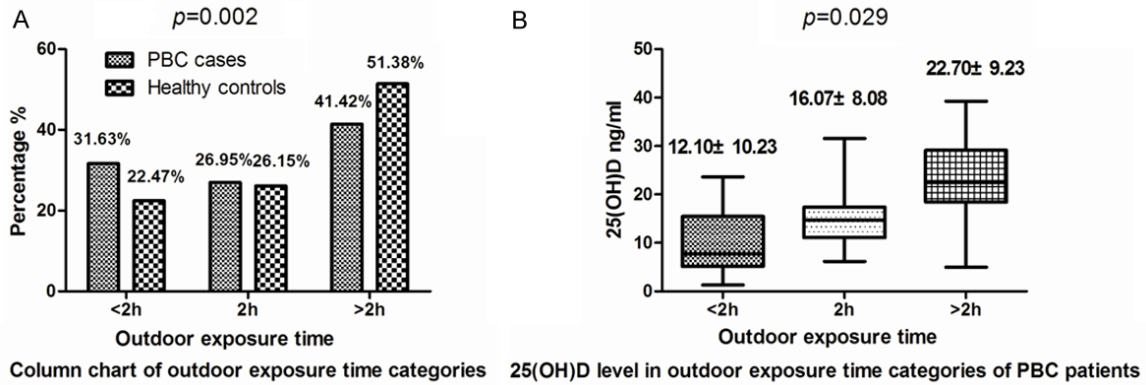 A
p=0.002
60
40
20
0
Percentage %
PBC cases
Healthy controls
31.63%
22.47%
26.95%
26.15%
41.42%
51.38%
<2h
2h
>2h
Outdoor exposure time
Column chart of outdoor exposure time categories
B
p=0.029
50
40
30
20
10
0
25(OH)D ng/ml
12.10± 10.23
16.07± 8.08
22.70± 9.23
<2h
2h
>2h
Outdoor exposure time
25(OH)D level in outdoor exposure time categories of PBC patients